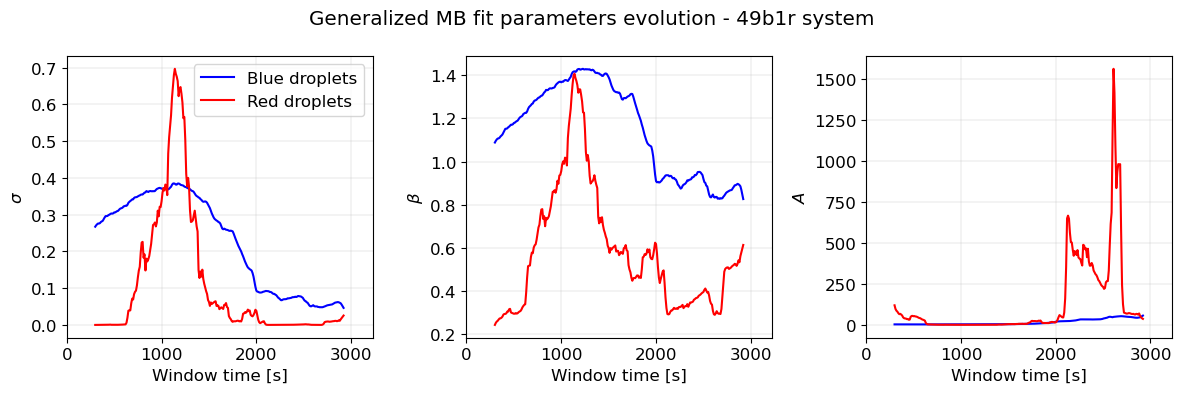 Generalized MB fit parameters evolution - 49b1r system
σ
0.7
0.6
0.5
0.4
0.3
0.2
0.1
0.0
Blue droplets
Red droplets
0 1000 2000 3000
Window time [s]
β
1.4
1.2
1.0
0.8
0.6
0.4
0.2
0 1000 2000 3000
Window time [s]
A
1500
1250
1000
750
500
250
0
0 1000 2000 3000
Window time [s]